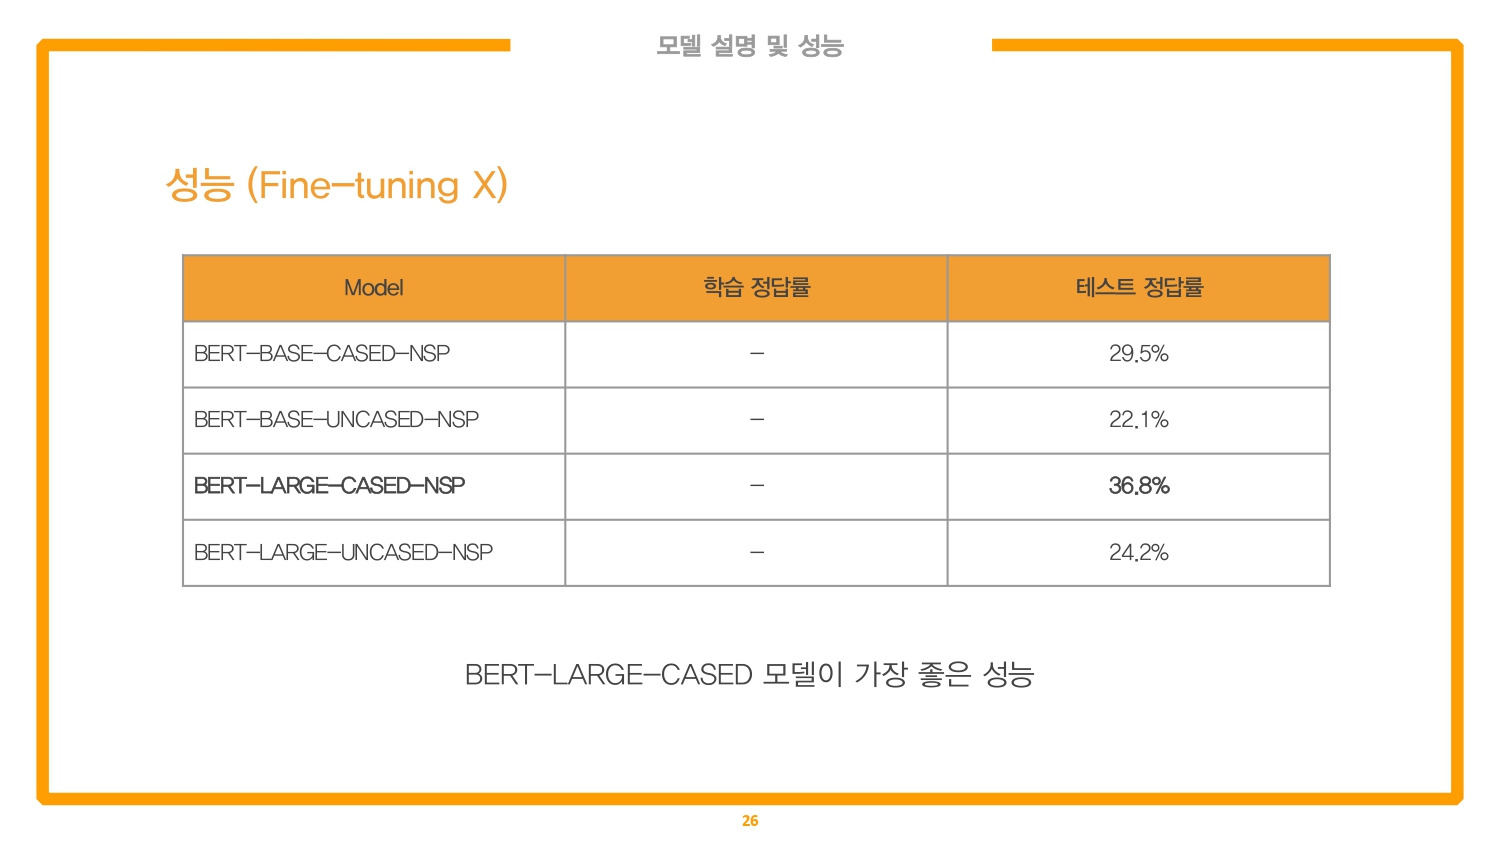 모델 설명 및 성능
성능 (Fine-tuning X)
Model 학습 정답률 테스트 정답률
BERT-BASE-CASED-NSP - 29.5%
BERT-BASE-UNCASED-NSP - 22.1%
BERT-LARGE-CASED-NSP - 36.8%
BERT-LARGE-UNCASED-NSP - 24.2%
BERT-LARGE-CASED 모델이 가장 좋은 성능
26